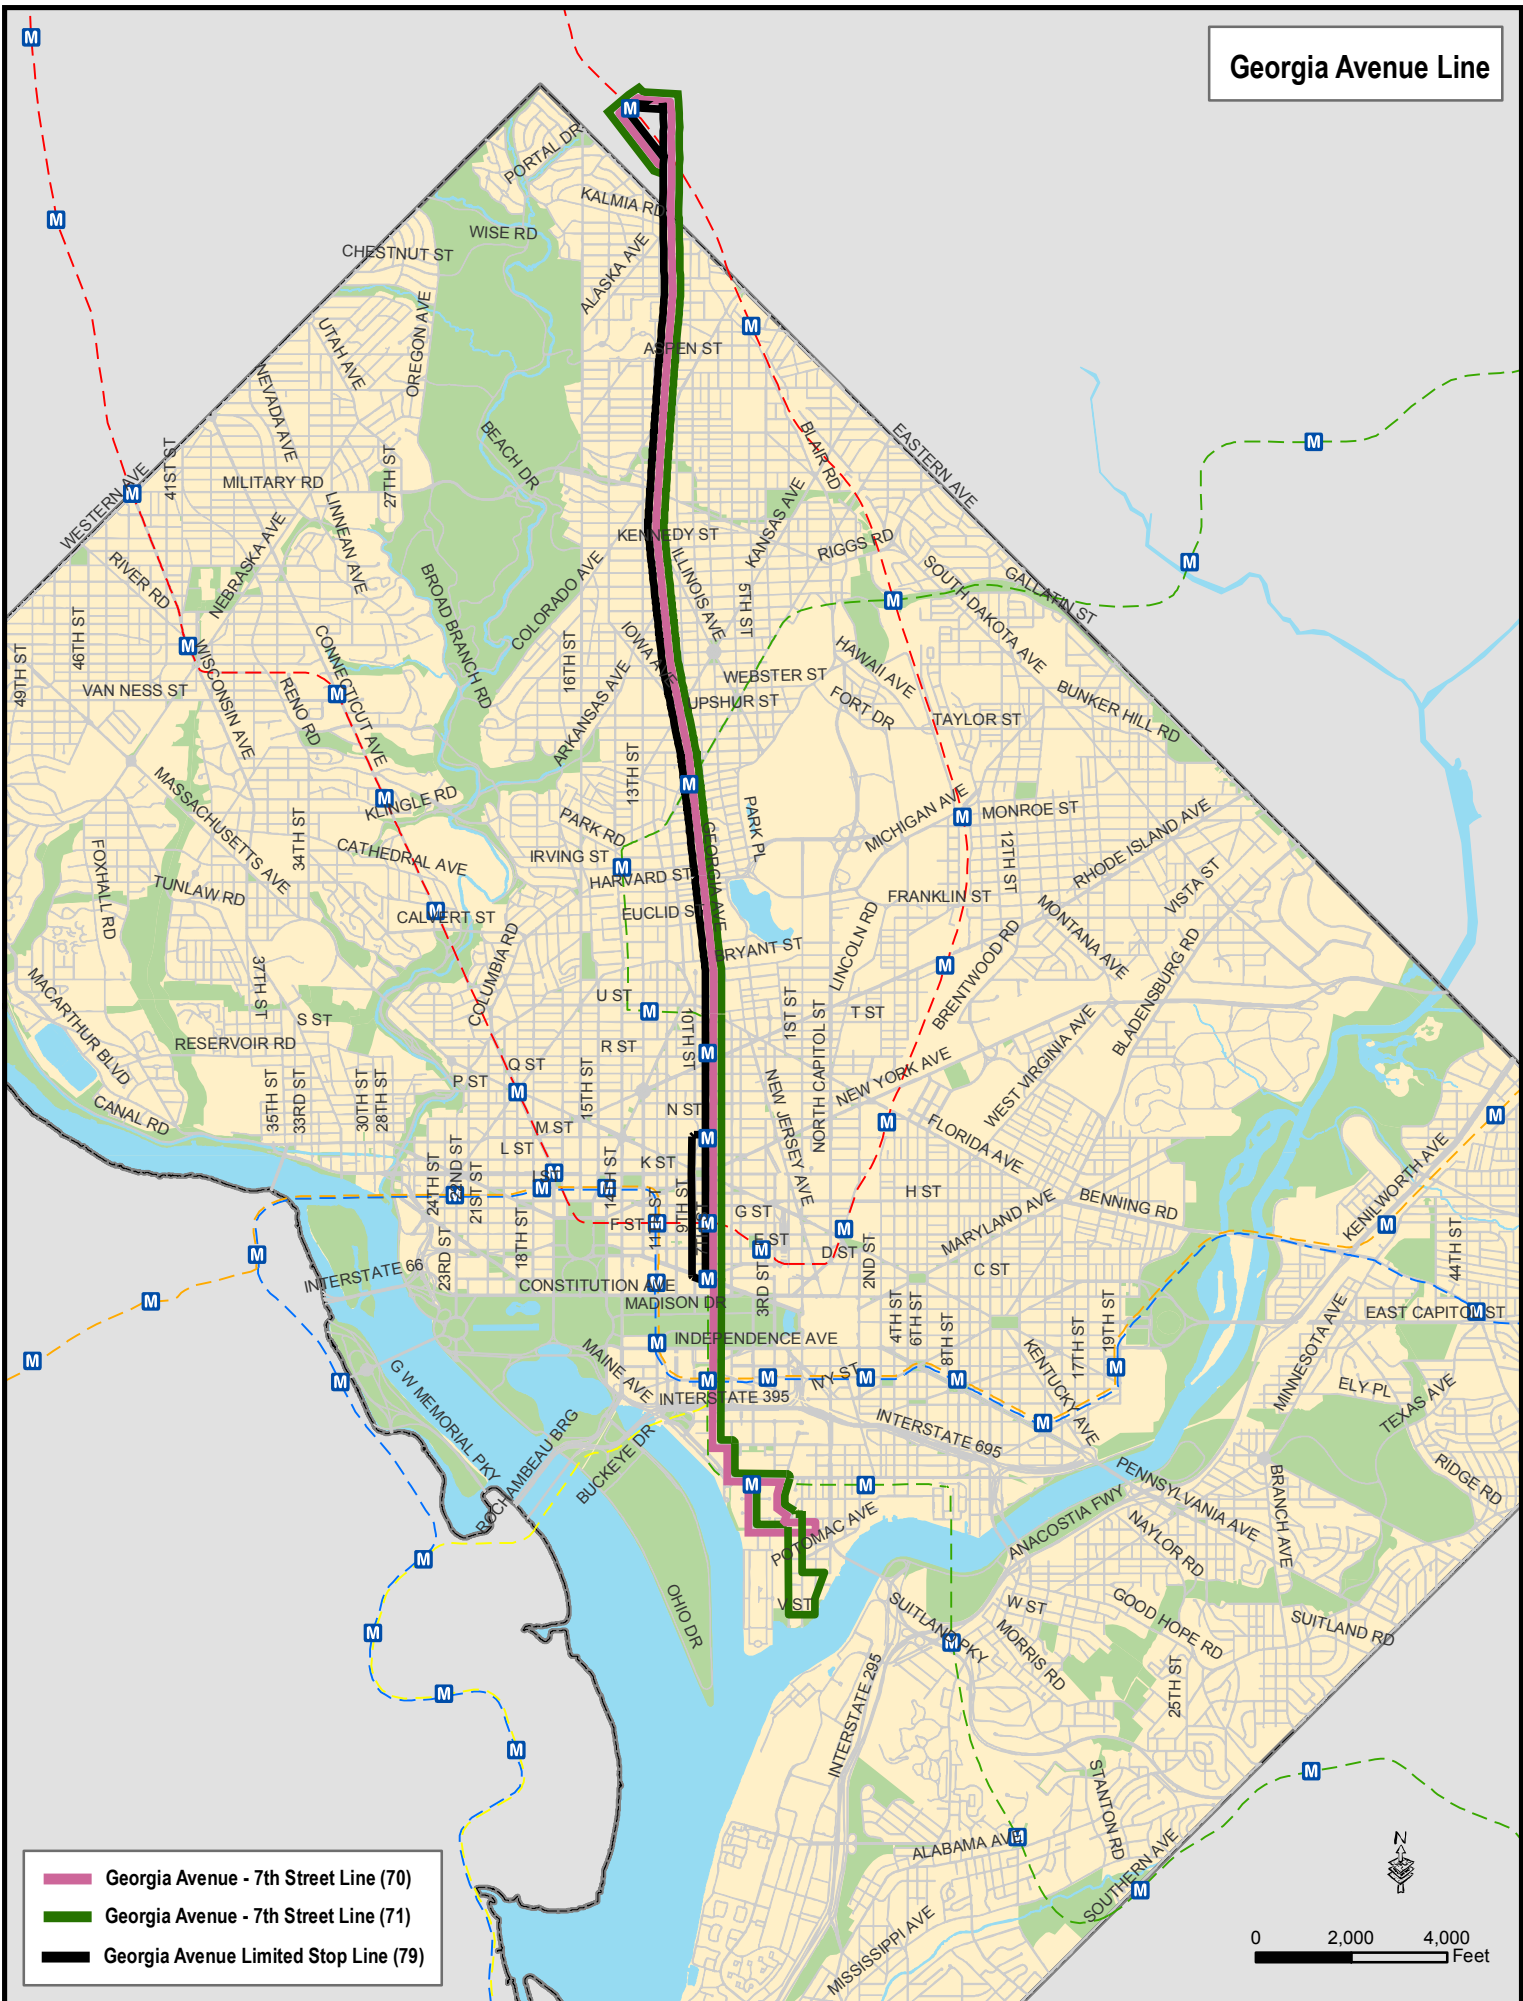 Georgia Avenue Line
PORTAL DR
KALMIA RD
WISE RD
CHESTNUT ST
ALASKA AVE
OREGON AVE
UTAH AVE
ASPEN ST
NEVADA AVE
BEACH DR
BLAIR RD
EASTERN AVE
41ST ST
27TH ST
WESTERN AVE
MILITARY RD
LINNEAN AVE
KANSAS AVE
NEBRASKA AVE
KENNEDY ST
RIGGS RD
RIVER RD
ILLINOIS AVE
5TH ST
COLORADO AVE
BROAD BRANCH RD
SOUTH DAKOTA AVE
GALLATIN ST
46TH ST
49TH ST
WISCONSIN AVE
CONNECTICUT AVE
IOWA AVE
16TH ST
HAWAII AVE
VAN NESS ST
RENO RD
ARKANSAS AVE
WEBSTER ST
UPSHUR ST
FORT DR
TAYLOR ST
BUNKER HILL RD
13TH ST
MASSACHUSETTS AVE
34TH ST
KLINGLE RD
PARK RD
PARK PL
MICHIGAN AVE
MONROE ST
RHODE ISLAND AVE
12TH ST
FOXHALL RD
CATHEDRAL AVE
IRVING ST
HARVARD ST
GEORGIA AVE
TUNLAW RD
FRANKLIN ST
VISTA ST
CALVERT ST
EUCLID ST
MONTANA AVE
LINCOLN RD
BRYANT ST
COLUMBIA RD
BRENTWOOD RD
BLADENSBURG RD
37TH ST
MACARTHUR BLVD
U ST
10TH ST
1ST ST
NORTH CAPITOL ST
T ST
S ST
RESERVOIR RD
R ST
Q ST
P ST
15TH ST
NEW YORK AVE
WEST VIRGINIA AVE
NEW JERSEY AVE
CANAL RD
35TH ST
33RD ST
30TH ST
28TH ST
N ST
M ST
L ST
FLORIDA AVE
K ST
I ST
24TH ST
22ND ST
21ST ST
14TH ST
9TH ST
H ST
BENNING RD
MARYLAND AVE
KENILWORTH AVE
G ST
F ST
11TH ST
E ST
D ST
18TH ST
23RD ST
INTERSTATE 66
CONSTITUTION AVE
C ST
2ND ST
3RD ST
44TH ST
MADISON DR
EAST CAPITOL ST
4TH ST
6TH ST
8TH ST
INDEPENDENCE AVE
17TH ST
19TH ST
KENTUCKY AVE
MINNESOTA AVE
MAINE AVE
IVY ST
INTERSTATE 395
ELY PL
TEXAS AVE
G W MEMORIAL PKY
ROCHAMBEAU BRG
BUCKEYE DR
INTERSTATE 695
PENNSYLVANIA AVE
BRANCH AVE
RIDGE RD
POTOMAC AVE
ANACOSTIA FWY
NAYLOR RD
OHIO DR
V ST
W ST
SUITLAND PKY
GOOD HOPE RD
SUITLAND RD
MORRIS RD
25TH ST
INTERSTATE 295
STANTON RD
ALABAMA AVE
SOUTHERN AVE
MISSISSIPPI AVE
Georgia Avenue - 7th Street Line (70)
Georgia Avenue - 7th Street Line (71)
Georgia Avenue Limited Stop Line (79)
N
0 2,000 4,000
Feet